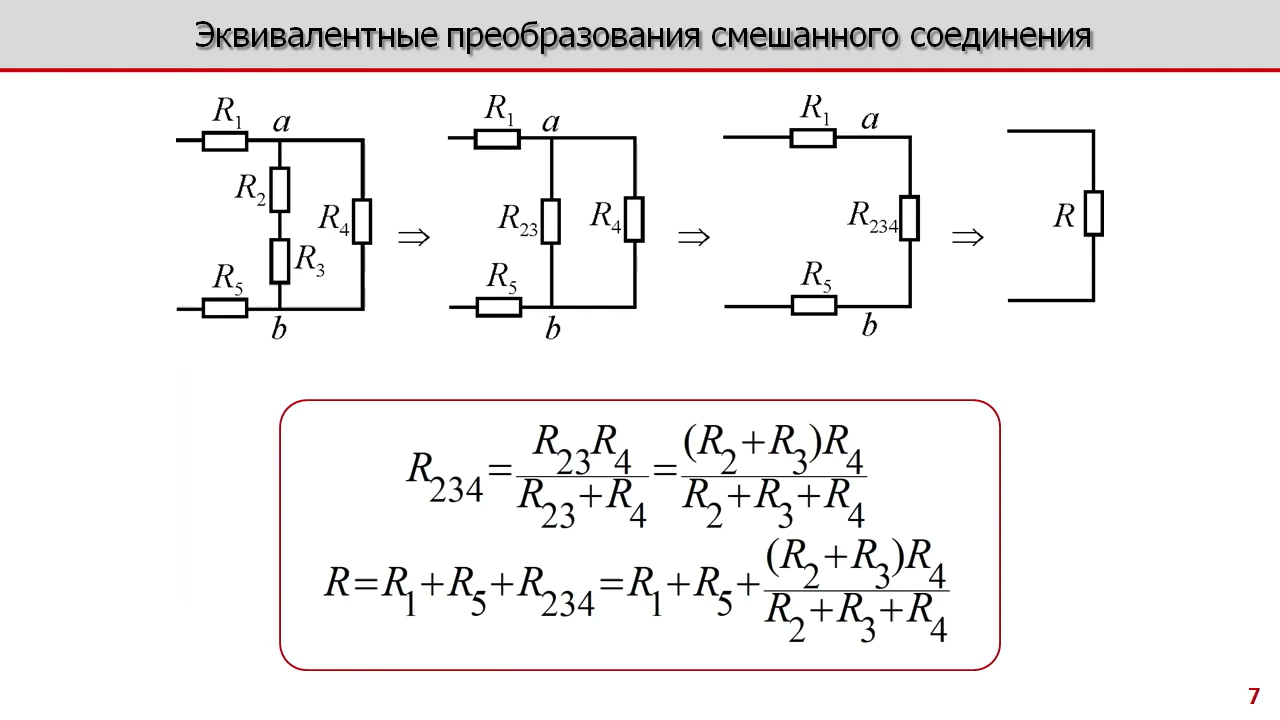 Эквивалентные преобразования смешанного соединения
R₁ a R₁ a R₁ a
R₂ R₄ R₂₃ R₄ R₂₃₄ R
⇒ ⇒ ⇒
R₃
R₅ R₅ R₅
b b b
R₂₃₄ = R₂₃R₄ / (R₂₃+R₄) = (R₂+R₃)R₄ / (R₂+R₃+R₄)
R=R₁+R₅+R₂₃₄=R₁+R₅+ (R₂+R₃)R₄ / (R₂+R₃+R₄)
7